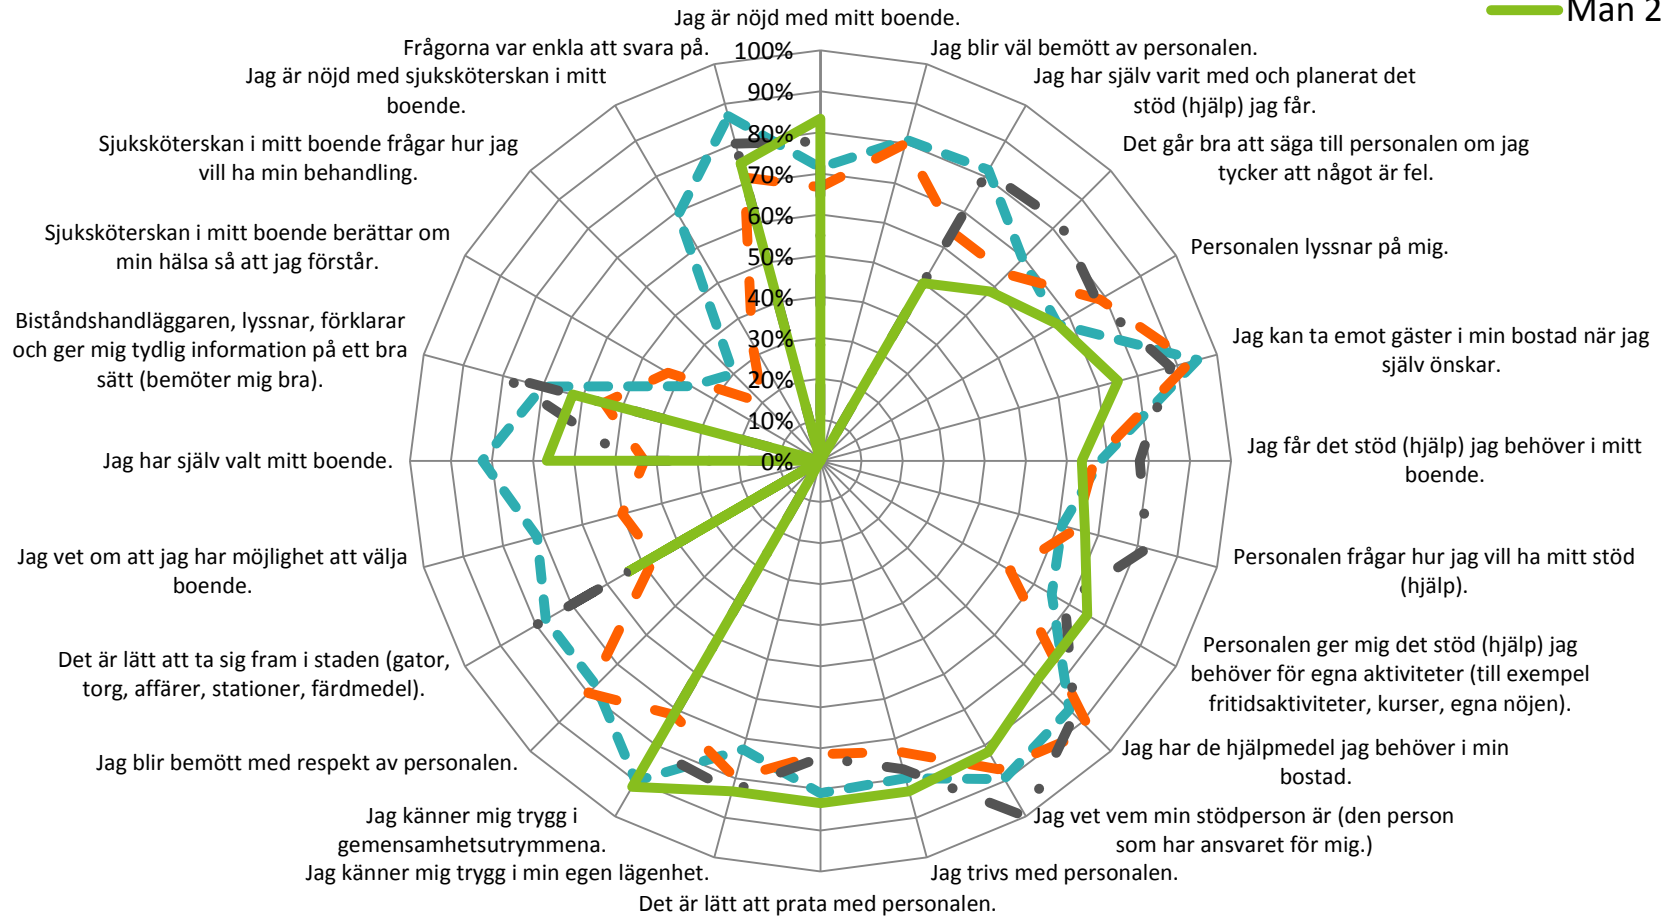 Man 2
Jag är nöjd med mitt boende.
Jag blir väl bemött av personalen.
Jag har själv varit med och planerat det
stöd (hjälp) jag får.
Det går bra att säga till personalen om jag
tycker att något är fel.
Personalen lyssnar på mig.
Jag kan ta emot gäster i min bostad när jag
själv önskar.
Jag får det stöd (hjälp) jag behöver i mitt
boende.
Personalen frågar hur jag vill ha mitt stöd
(hjälp).
Personalen ger mig det stöd (hjälp) jag
behöver för egna aktiviteter (till exempel
fritidsaktiviteter, kurser, egna nöjen).
Jag har de hjälpmedel jag behöver i min
bostad.
Jag vet vem min stödperson är (den person
som har ansvaret för mig.)
Jag trivs med personalen.
Det är lätt att prata med personalen.
Jag känner mig trygg i min egen lägenhet.
Jag känner mig trygg i
gemensamhetsutrymmena.
Jag blir bemött med respekt av personalen.
Det är lätt att ta sig fram i staden (gator,
torg, affärer, stationer, färdmedel).
Jag vet om att jag har möjlighet att välja
boende.
Jag har själv valt mitt boende.
Biståndshandläggaren, lyssnar, förklarar
och ger mig tydlig information på ett bra
sätt (bemöter mig bra).
Sjuksköterskan i mitt boende berättar om
min hälsa så att jag förstår.
Sjuksköterskan i mitt boende frågar hur jag
vill ha min behandling.
Jag är nöjd med sjuksköterskan i mitt
boende.
Frågorna var enkla att svara på.
100%
90%
80%
70%
60%
50%
40%
30%
20%
10%
0%